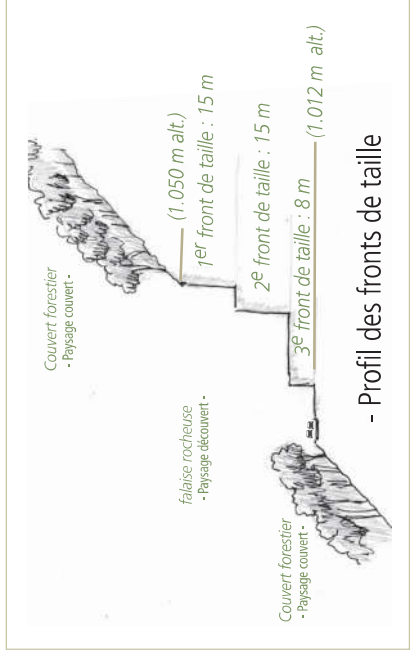 Couvert forestier
- Paysage couvert -
(1.050 m alt.)
1er front de taille : 15 m
falaise rocheuse
- Paysage découvert -
2e front de taille : 15 m
3e front de taille : 8 m
(1.012 m alt.)
Couvert forestier
- Paysage couvert -
- Profil des fronts de taille